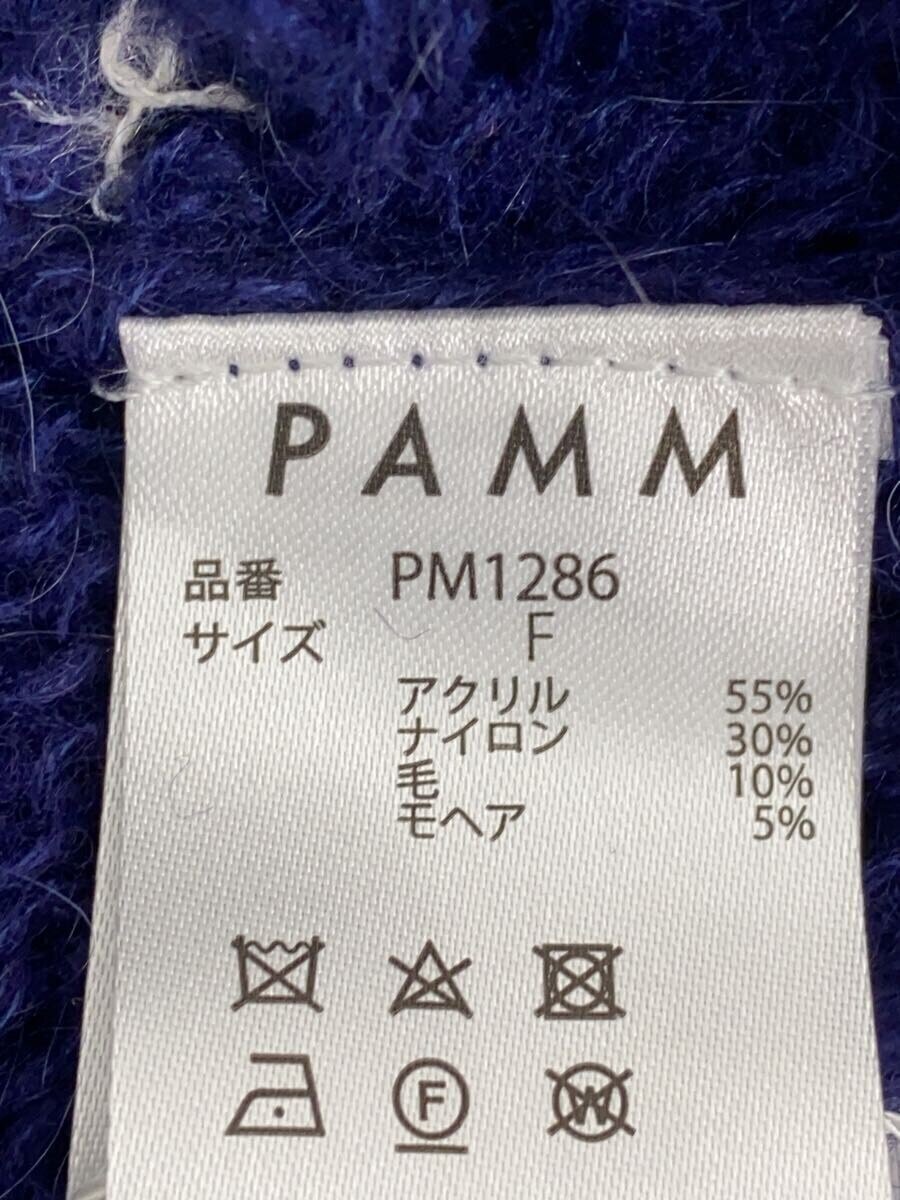 PAMM
品番 PM1286
サイズ F
アクリル 55%
ナイロン 30%
毛 10%
モヘア 5%
F W